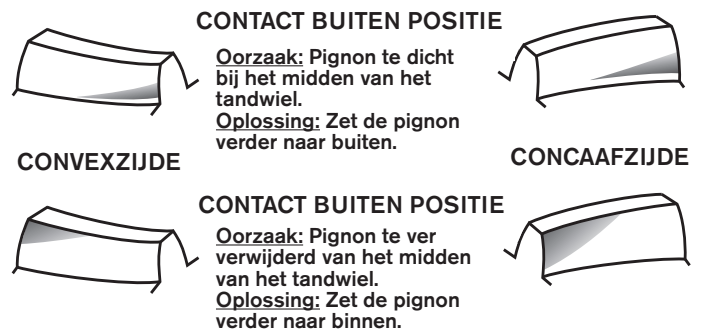 CONTACT BUITEN POSITIE
Oorzaak: Pignon te dicht
bij het midden van het
tandwiel.
Oplossing: Zet de pignon
verder naar buiten.
CONVEXZIJDE
CONCAAFZIJDE
CONTACT BUITEN POSITIE
Oorzaak: Pignon te ver
verwijderd van het midden
van het tandwiel.
Oplossing: Zet de pignon
verder naar binnen.